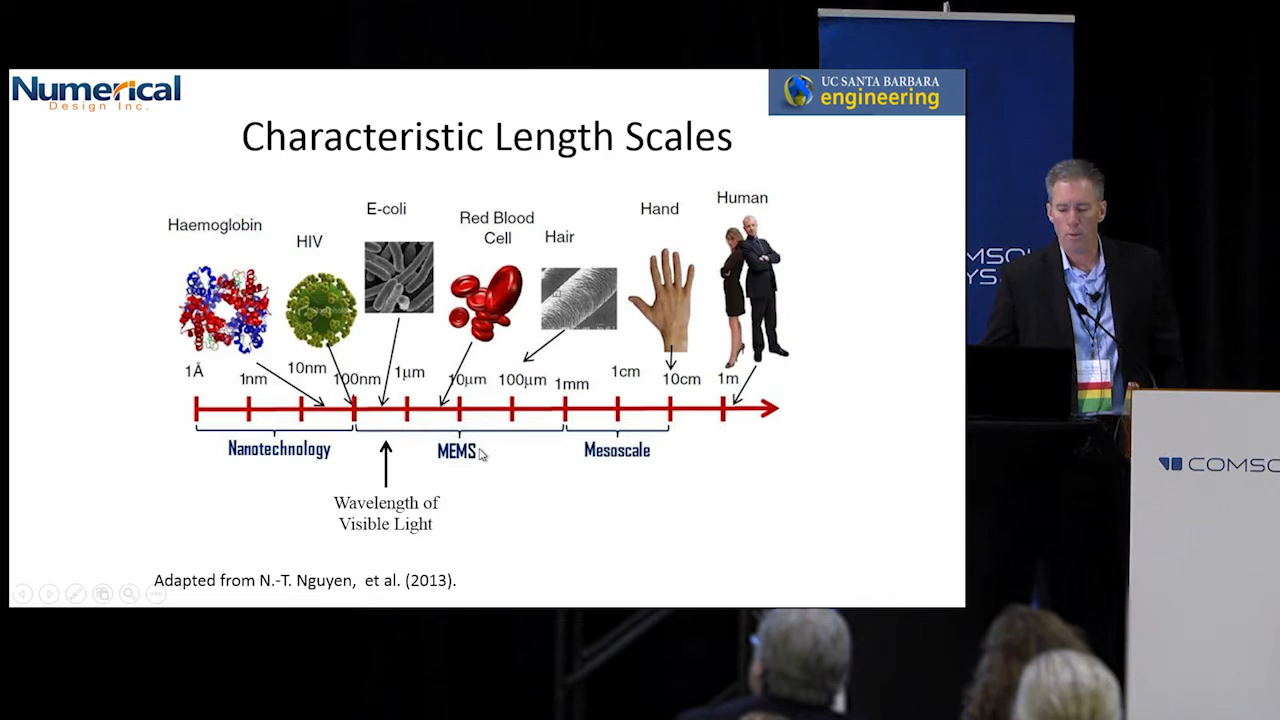 Numerical
Design Inc.
UC SANTA BARBARA
engineering
Characteristic Length Scales
Haemoglobin
HIV
E-coli
Red Blood
Cell
Hair
Hand
Human
1Å
1nm
10nm
100nm
1μm
10μm
100μm
1mm
1cm
10cm
1m
Nanotechnology
MEMS
Mesoscale
Wavelength of
Visible Light
Adapted from N.-T. Nguyen, et al. (2013).
COMSO